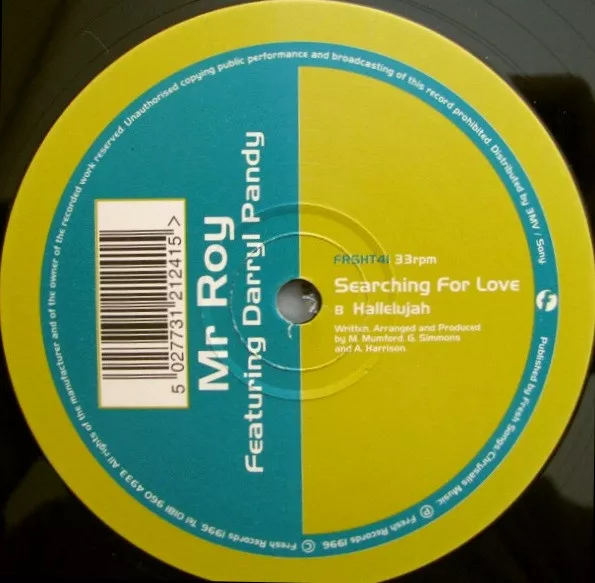 Mr Roy
Featuring Darryl Pandy
5 027731 212415 >
FRSHT41 33rpm
Searching For Love
B Hallelujah
Written, Arranged and Produced
by M. Mumford, G. Simmons
and A. Harrison.
All rights of the manufacturer and of the owner of the recorded work reserved. Unauthorised copying public performance and broadcasting of this record prohibited. Distributed by 3MV / Sony.
f
Published by Fresh Songs/Chrysalis Music. Ⓟ © Fresh Records 1996. Tel 0181 960 4933.